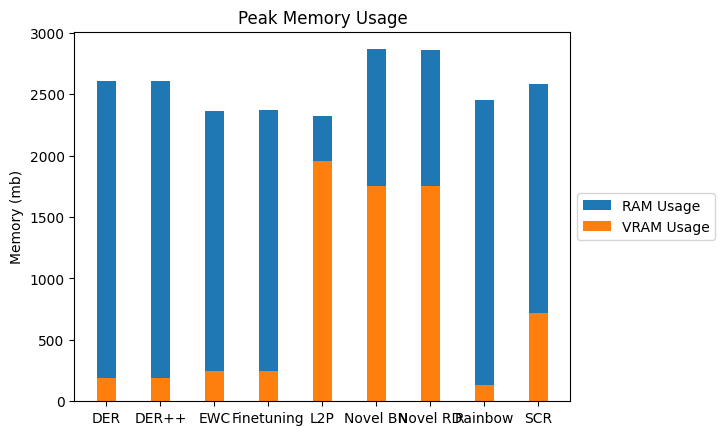 Peak Memory Usage
Memory (mb)
3000
2500
2000
1500
1000
500
0
DER DER++ EWC Finetuning L2P Novel BN Novel RD Rainbow SCR
RAM Usage
VRAM Usage